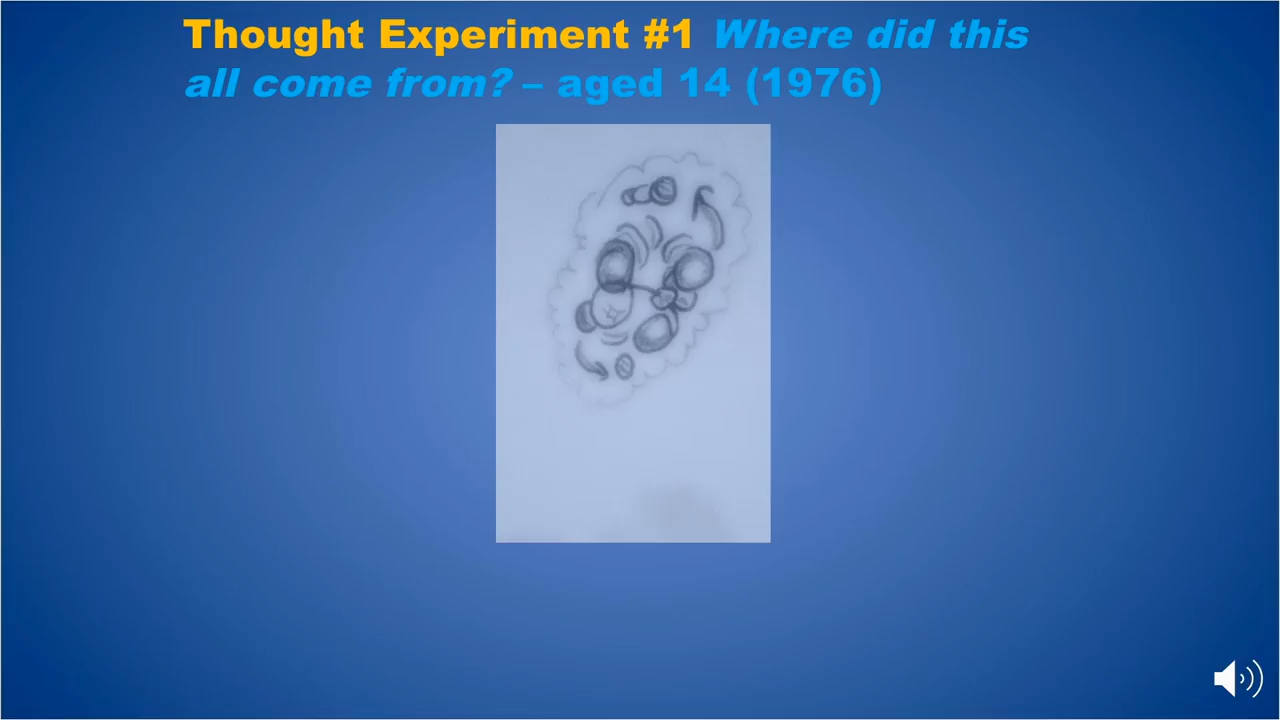 Thought Experiment #1 Where did this
all come from? – aged 14 (1976)